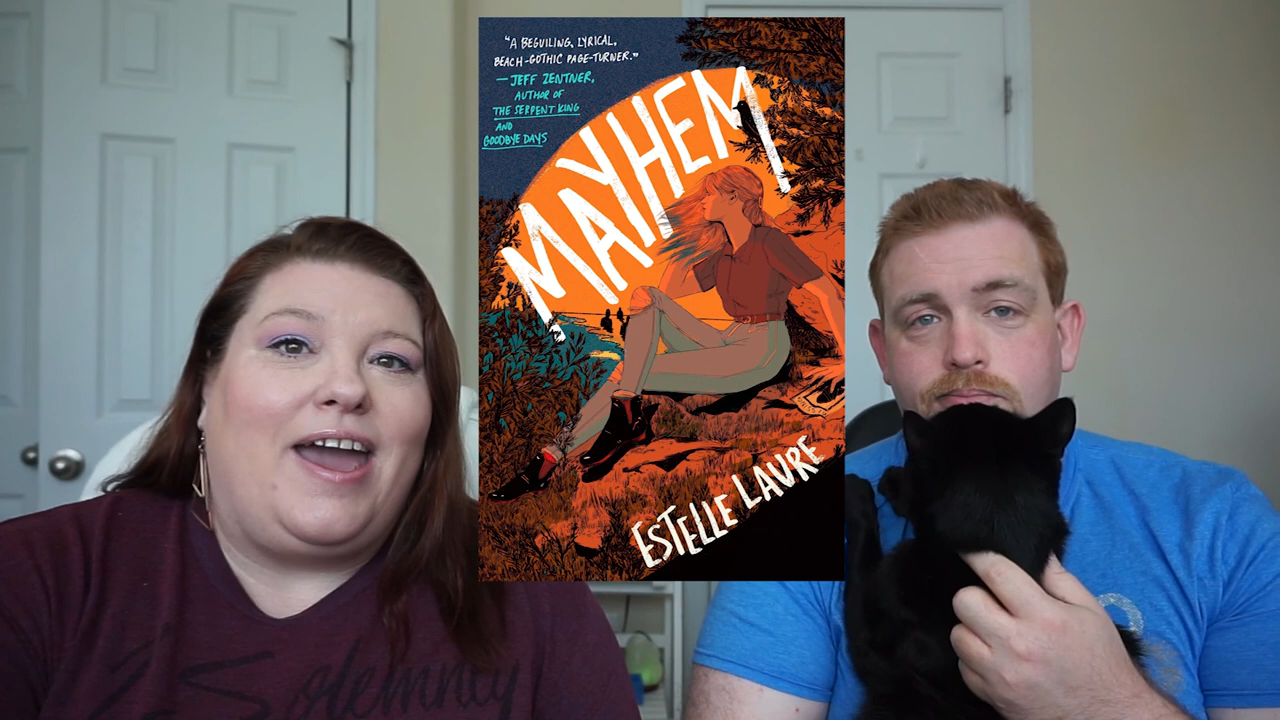 "A BEGUILING, LYRICAL,
BEACH-GOTHIC PAGE-TURNER."
— JEFF ZENTNER,
AUTHOR OF
THE SERPENT KING
AND
GOODBYE DAYS
MAYHEM
ESTELLE LAURE
Solemnly